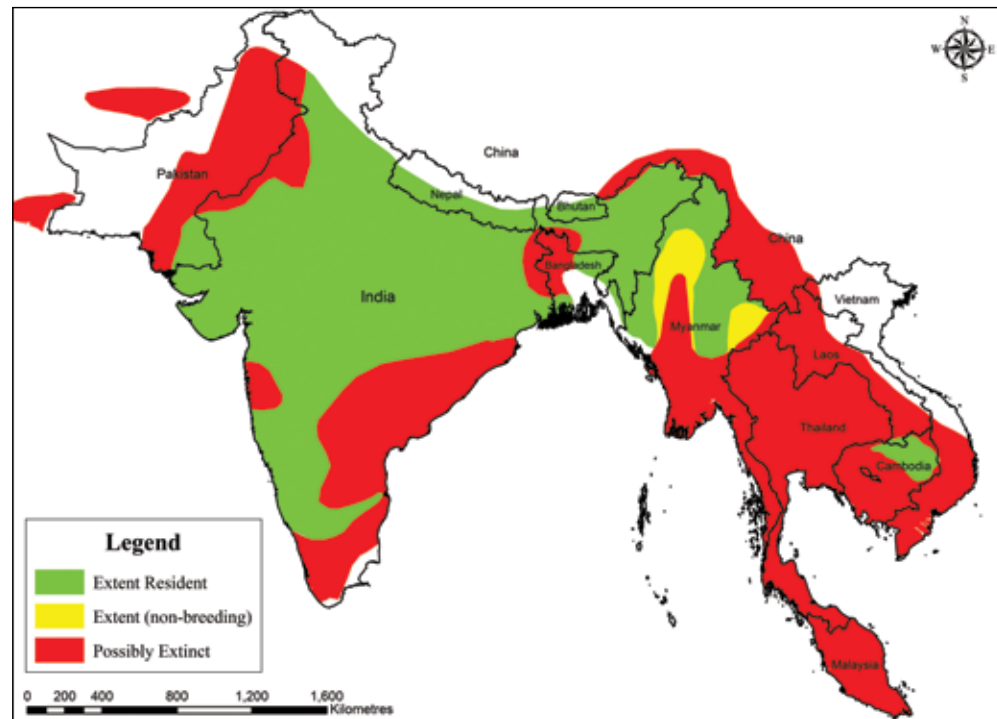 N
W E
S
China
Pakistan
Nepal
Bhutan
China
Bangladesh
India
Vietnam
Myanmar
Laos
Thailand
Cambodia
Malaysia
Legend
Extent Resident
Extent (non-breeding)
Possibly Extinct
0 200 400 800 1,200 1,600
Kilometres